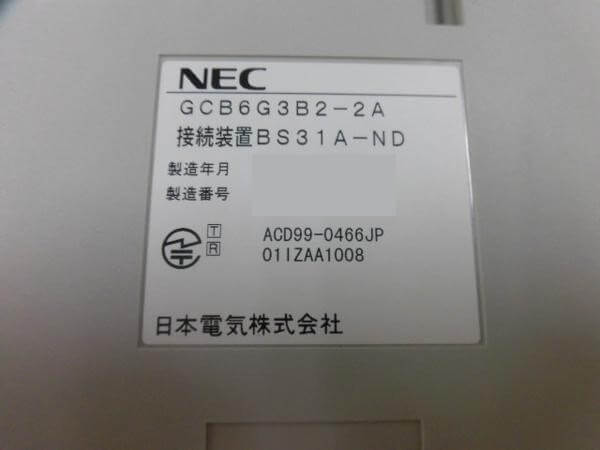 NEC
GCB6G3B2-2A
接続装置BS31A-ND
製造年月
製造番号
T ACD99-0466JP
R 01IZAA1008
日本電気株式会社